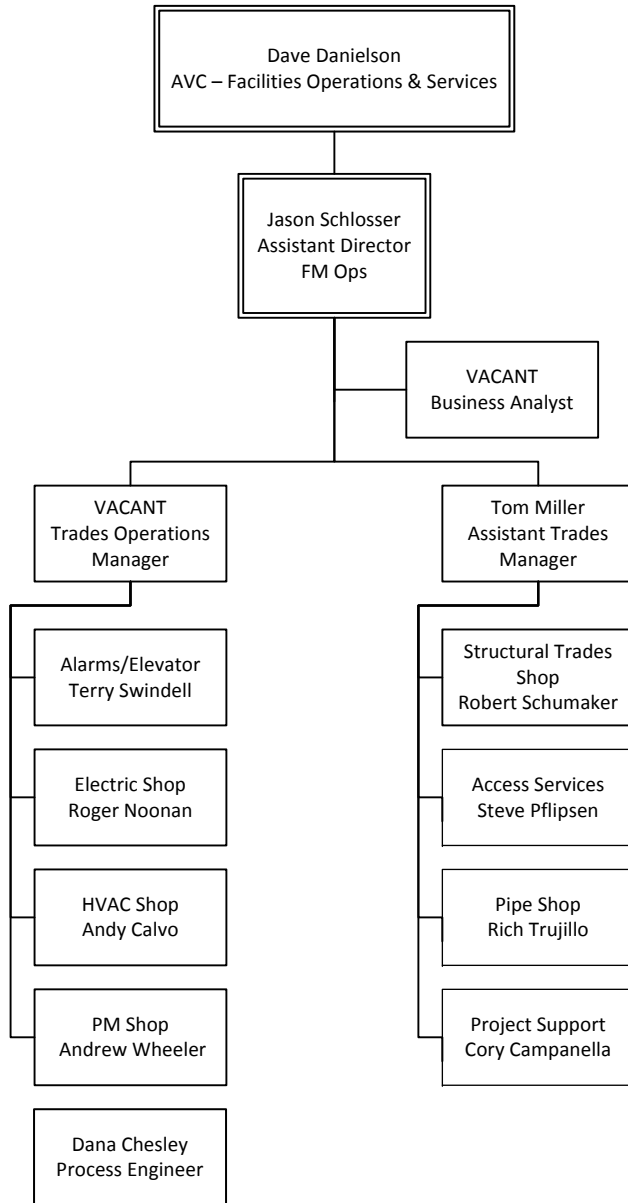 Dave Danielson
AVC – Facilities Operations & Services
Jason Schlosser
Assistant Director
FM Ops
VACANT
Business Analyst
VACANT
Trades Operations
Manager
Tom Miller
Assistant Trades
Manager
Alarms/Elevator
Terry Swindell
Structural Trades
Shop
Robert Schumaker
Electric Shop
Roger Noonan
Access Services
Steve Pflipsen
HVAC Shop
Andy Calvo
Pipe Shop
Rich Trujillo
PM Shop
Andrew Wheeler
Project Support
Cory Campanella
Dana Chesley
Process Engineer